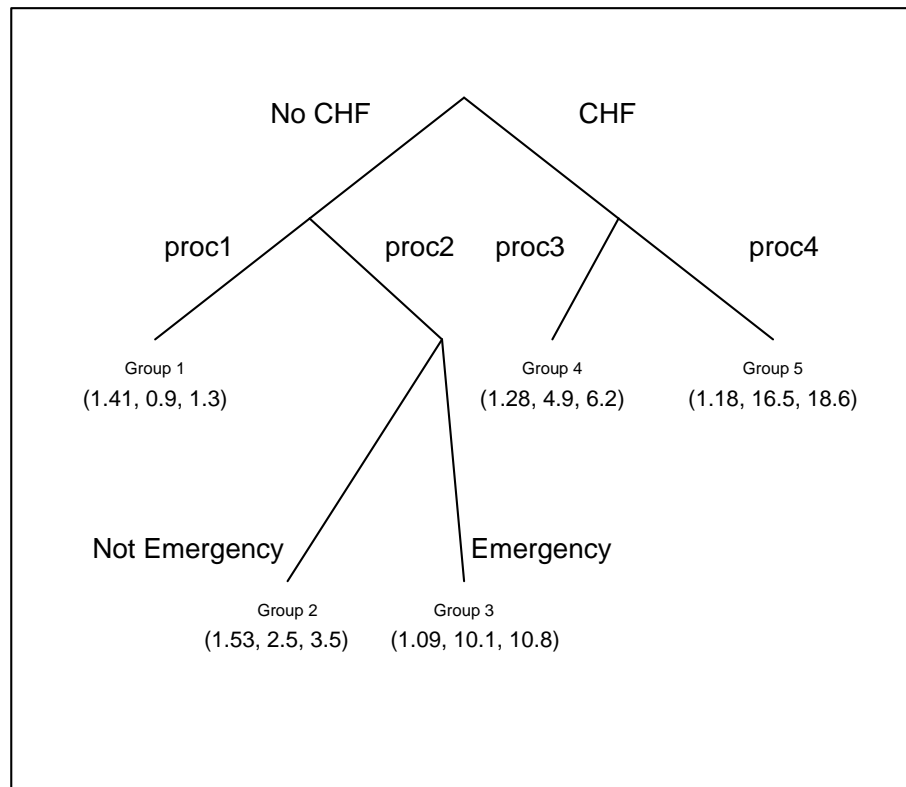 No CHF
CHF
proc1
proc2
proc3
proc4
Group 1
(1.41, 0.9, 1.3)
Group 4
(1.28, 4.9, 6.2)
Group 5
(1.18, 16.5, 18.6)
Not Emergency
Emergency
Group 2
(1.53, 2.5, 3.5)
Group 3
(1.09, 10.1, 10.8)